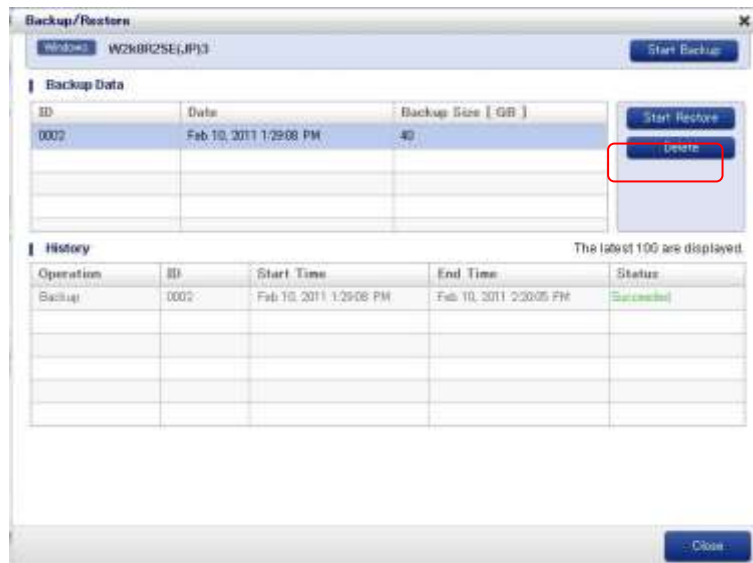 Backup/Restore
Windows W2k8R2SE(JP)3 Start Backup
Backup Data
ID Date Backup Size [ GB ]
0002 Feb 10, 2011 1:29:08 PM 40
Start Restore
Delete
History The latest 100 are displayed.
Operation ID Start Time End Time Status
Backup 0002 Feb 10, 2011 1:29:08 PM Feb 10, 2011 2:20:05 PM Succeeded
Close